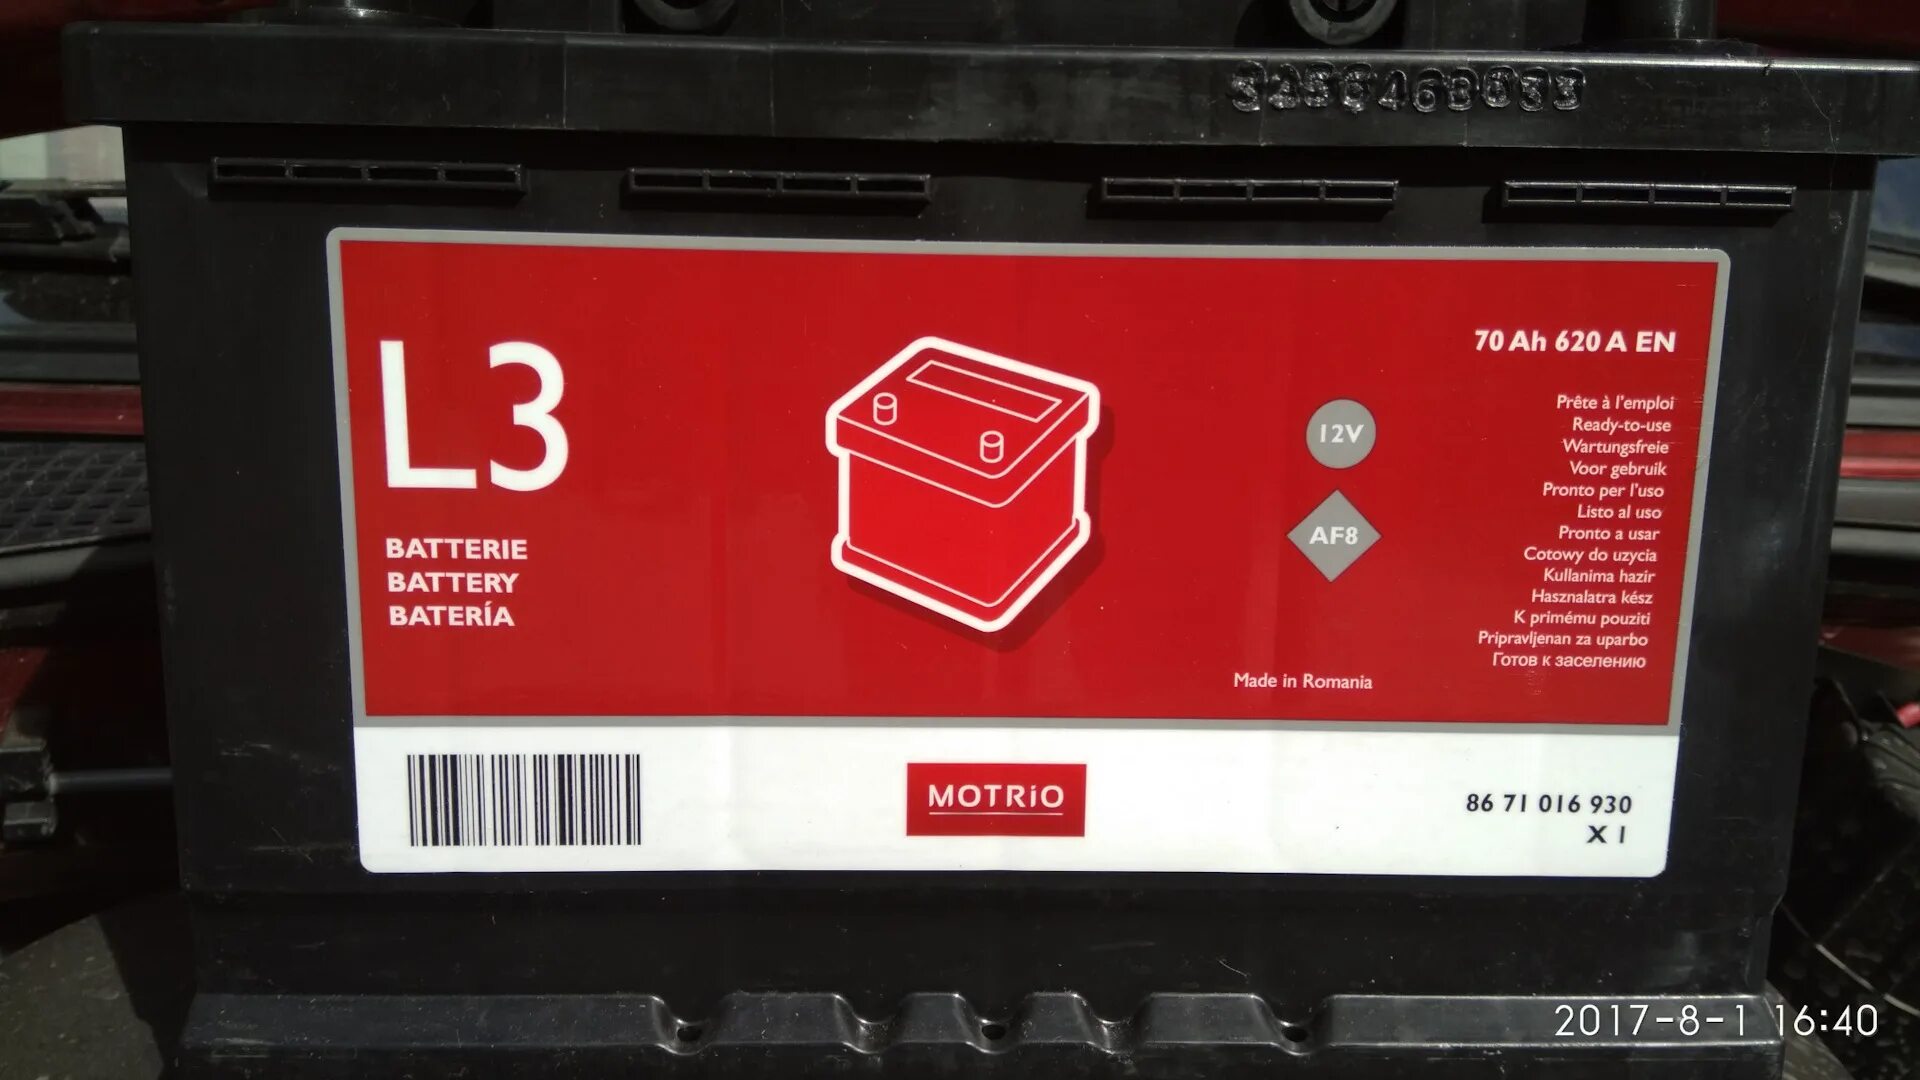 L3
BATTERIE
BATTERY
BATERÍA
70 Ah 620 A EN
12V
AF8
Prête à l'emploi
Ready-to-use
Wartungsfreie
Voor gebruik
Pronto per l'uso
Listo al uso
Pronto a usar
Cotowy do uzycia
Kullanima hazir
Hasznalatra kész
K primému pouziti
Pripravljenan za uparbo
Готов к заселению
Made in Romania
MOTRiO
86 71 016 930
X 1
2017-8-1 16:40